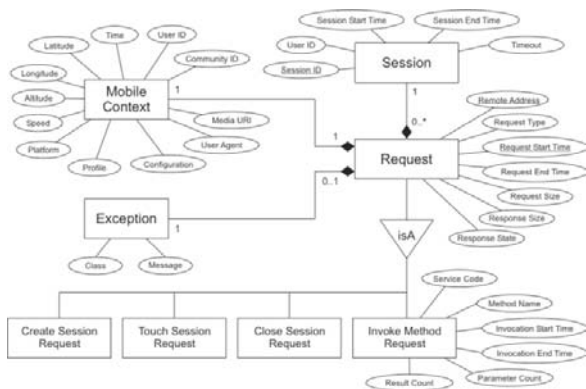 Session Start Time
Session End Time
Time
User ID
User ID
Timeout
Latitude
Community ID
Session ID
Session
Longitude
Mobile
Context
1
1
Altitude
Media URI
0..*
Remote Address
Speed
User Agent
Request Type
Platform
1
Request
Request Start Time
Profile
Configuration
0..1
Request End Time
Request Size
Exception
1
Response Size
isA
Response State
Class
Message
Service Code
Method Name
Create Session
Request
Touch Session
Request
Close Session
Request
Invoke Method
Request
Invocation Start Time
Invocation End Time
Result Count
Parameter Count